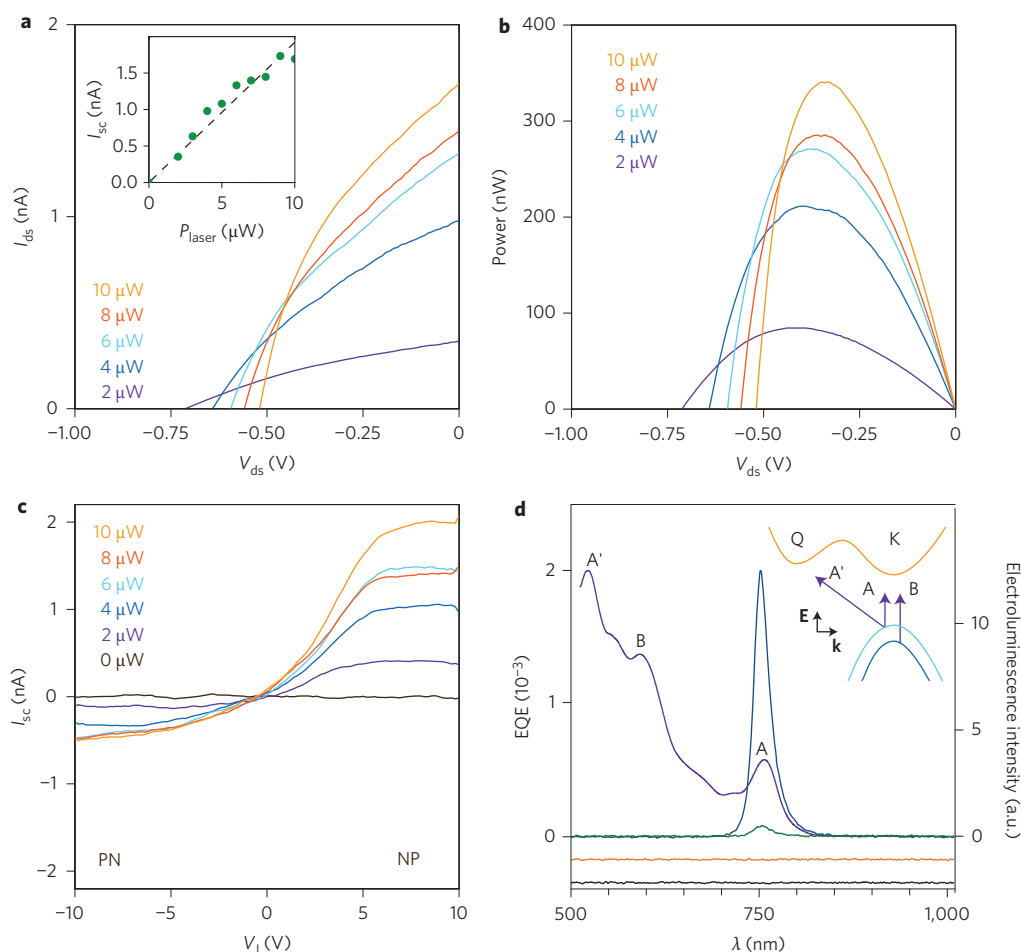 a
2
1
0
I_ds (nA)
−1.00
−0.75
−0.50
−0.25
0
V_ds (V)
1.5
1.0
0.5
0.0
I_sc (nA)
0
5
10
P_laser (μW)
10 μW
8 μW
6 μW
4 μW
2 μW
b
400
300
200
100
0
Power (nW)
10 μW
8 μW
6 μW
4 μW
2 μW
−1.00
−0.75
−0.50
−0.25
0
V_ds (V)
c
2
1
0
−1
−2
I_sc (nA)
10 μW
8 μW
6 μW
4 μW
2 μW
0 μW
PN
NP
−10
−5
0
5
10
d
2
1
0
EQE (10⁻³)
A'
B
A
Q
K
A'
A
B
E
k
10
5
0
Electroluminescence intensity (a.u.)
500
750
1,000
λ (nm)